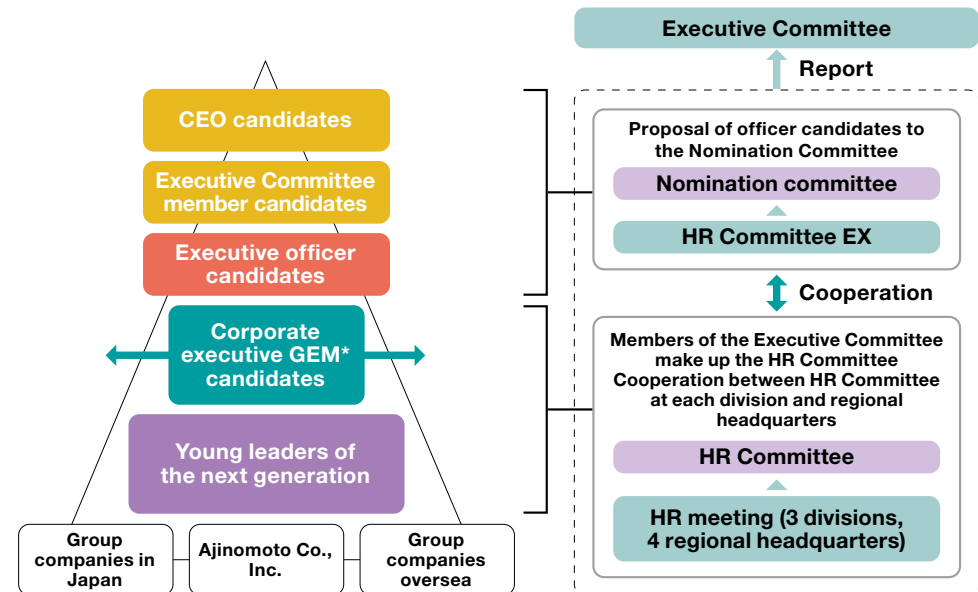 CEO candidates
Executive Committee
member candidates
Executive officer
candidates
Corporate
executive GEM*
candidates
Young leaders of
the next generation
Group
companies in
Japan
Ajinomoto Co.,
Inc.
Group
companies
oversea
Executive Committee
Report
Proposal of officer candidates to
the Nomination Committee
Nomination committee
HR Committee EX
Cooperation
Members of the Executive Committee
make up the HR Committee
Cooperation between HR Committee
at each division and regional
headquarters
HR Committee
HR meeting (3 divisions,
4 regional headquarters)